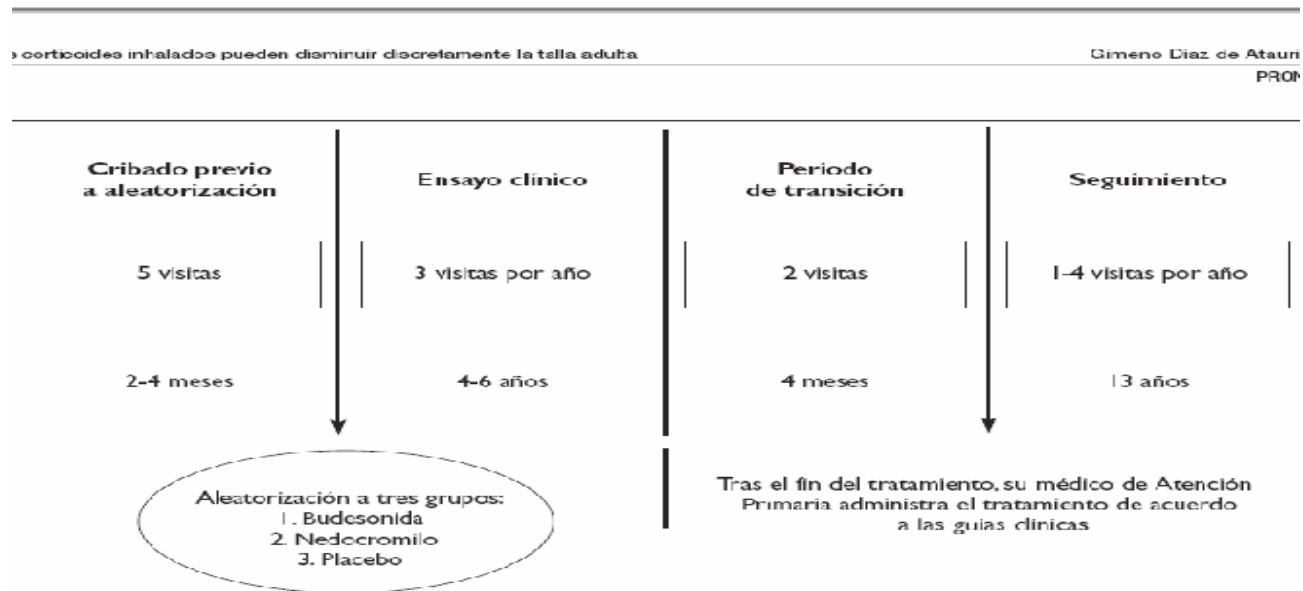 corticoides inhalados pueden disminuir discretamente la talla adulta
Gimeno Díaz de Atauri
Cribado previo
a aleatorización
Ensayo clínico
Periodo
de transición
Seguimiento
5 visitas
3 visitas por año
2 visitas
1-4 visitas por año
2-4 meses
4-6 años
4 meses
13 años
Aleatorización a tres grupos:
1. Budesonida
2. Nedocromilo
3. Placebo
Tras el fin del tratamiento, su médico de Atención
Primaria administra el tratamiento de acuerdo
a las guías clínicas